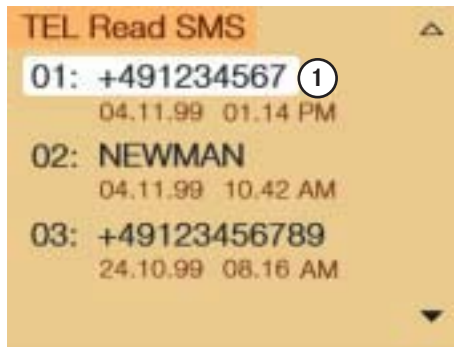 TEL Read SMS
01: +491234567 1
04.11.99 01.14 PM
02: NEWMAN
04.11.99 10.42 AM
03: +49123456789
24.10.99 08.16 AM